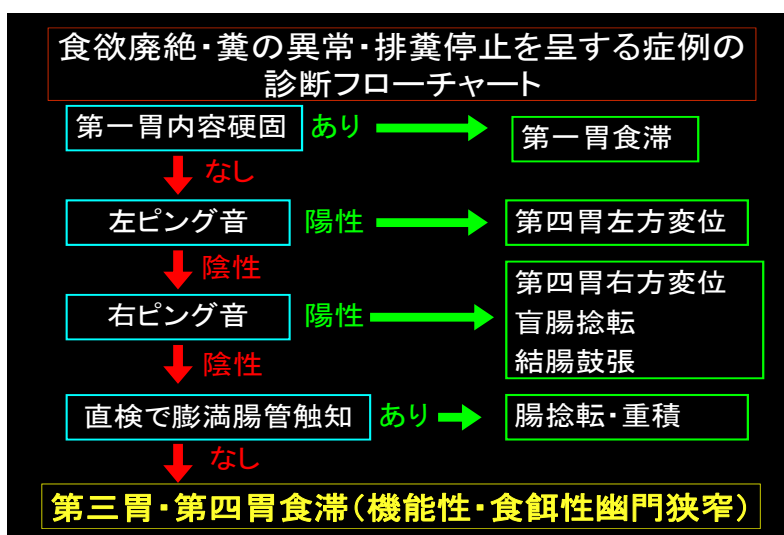 食欲廃絶・糞の異常・排糞停止を呈する症例の
診断フローチャート
第一胃内容硬固
あり
第一胃食滞
なし
左ピング音
陽性
第四胃左方変位
陰性
右ピング音
陽性
第四胃右方変位
盲腸捻転
結腸鼓張
陰性
直検で膨満腸管触知
あり
腸捻転・重積
なし
第三胃・第四胃食滞（機能性・食餌性幽門狭窄）